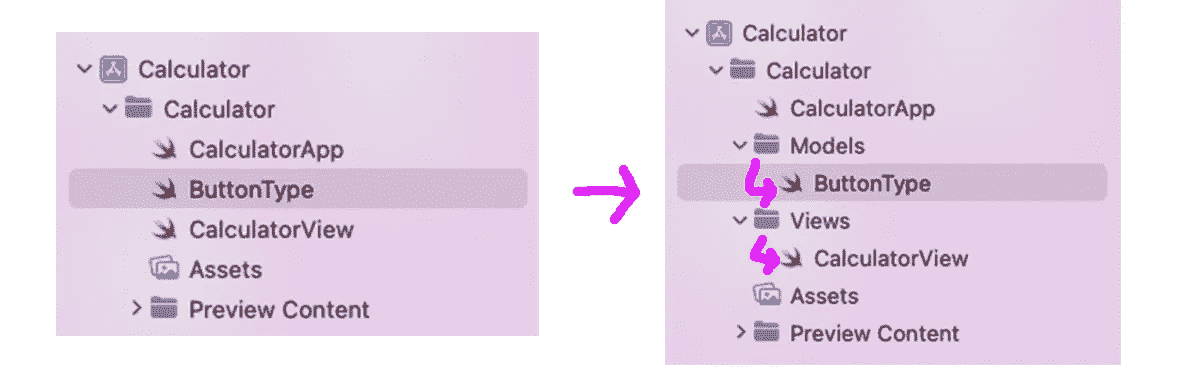 Calculator
Calculator
CalculatorApp
ButtonType
CalculatorView
Assets
Preview Content
Calculator
Calculator
CalculatorApp
Models
ButtonType
Views
CalculatorView
Assets
Preview Content